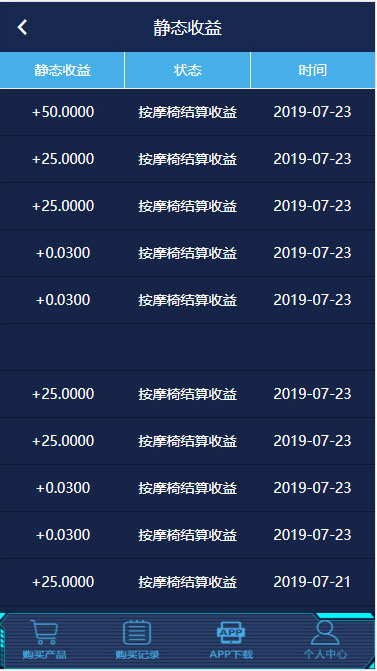 静态收益
静态收益 状态 时间
+50.0000 按摩椅结算收益 2019-07-23
+25.0000 按摩椅结算收益 2019-07-23
+25.0000 按摩椅结算收益 2019-07-23
+0.0300 按摩椅结算收益 2019-07-23
+0.0300 按摩椅结算收益 2019-07-23
+25.0000 按摩椅结算收益 2019-07-23
+25.0000 按摩椅结算收益 2019-07-23
+0.0300 按摩椅结算收益 2019-07-23
+0.0300 按摩椅结算收益 2019-07-23
+25.0000 按摩椅结算收益 2019-07-21
APP
购买产品 购买记录 APP下载 个人中心